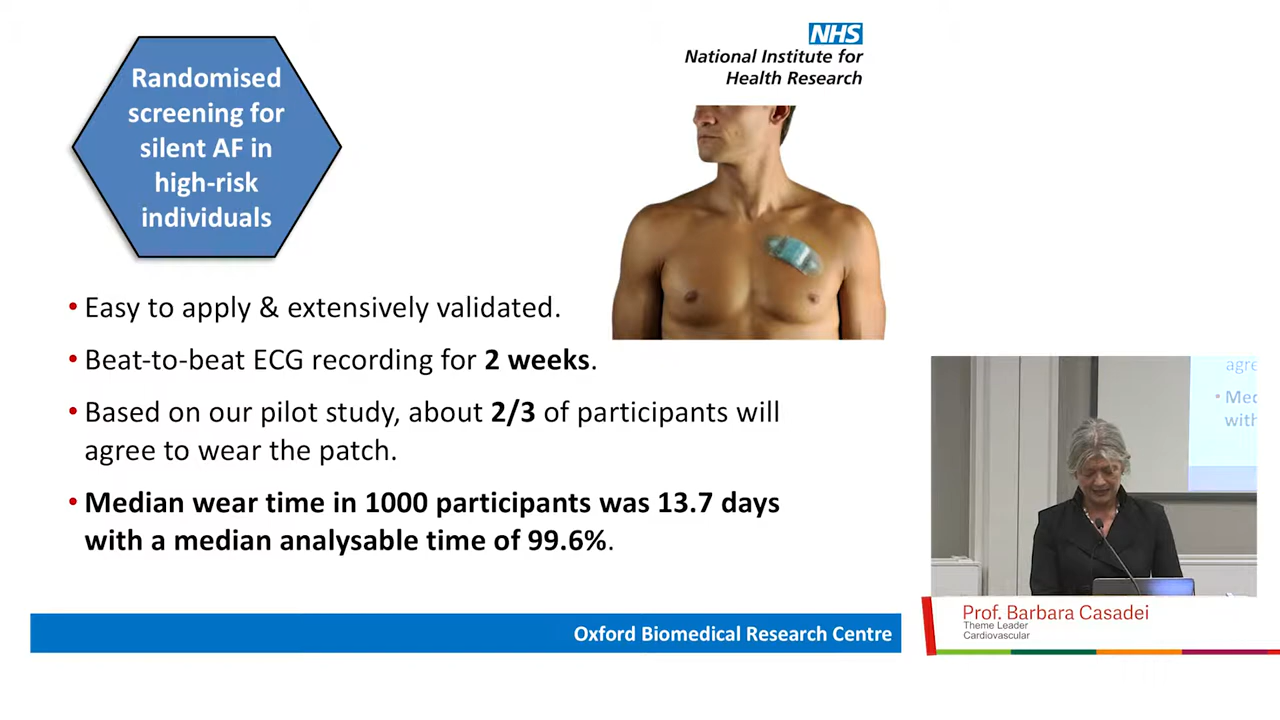 NHS
National Institute for
Health Research
Randomised
screening for
silent AF in
high-risk
individuals
• Easy to apply & extensively validated.
• Beat-to-beat ECG recording for 2 weeks.
• Based on our pilot study, about 2/3 of participants will
agree to wear the patch.
• Median wear time in 1000 participants was 13.7 days
with a median analysable time of 99.6%.
Oxford Biomedical Research Centre
agre
• Med
with
Prof. Barbara Casadei
Theme Leader
Cardiovascular